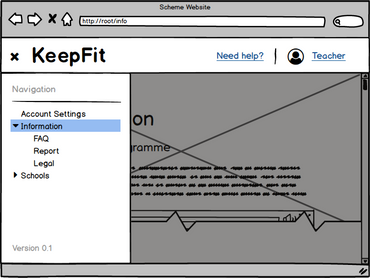 Scheme Website
http://root/info
x KeepFit
Need help?
Teacher
Navigation
Account Settings
Information
FAQ
Report
Legal
Schools
Version 0.1
on
gramme